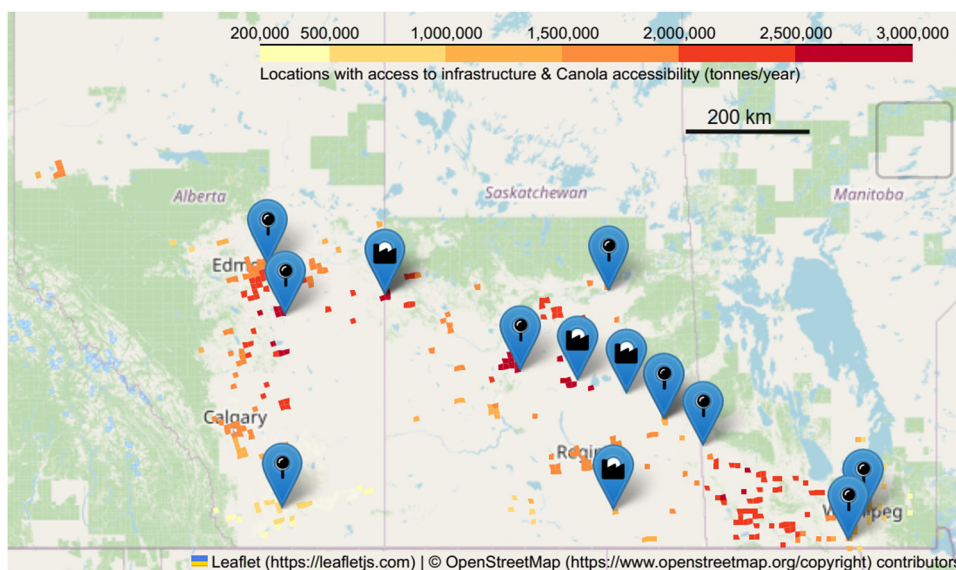 200,000 500,000 1,000,000 1,500,000 2,000,000 2,500,000 3,000,000
Locations with access to infrastructure & Canola accessibility (tonnes/year)
200 km
Alberta
Saskatchewan
Manitoba
Calgary
Leaflet (https://leafletjs.com) | © OpenStreetMap (https://www.openstreetmap.org/copyright) contributors